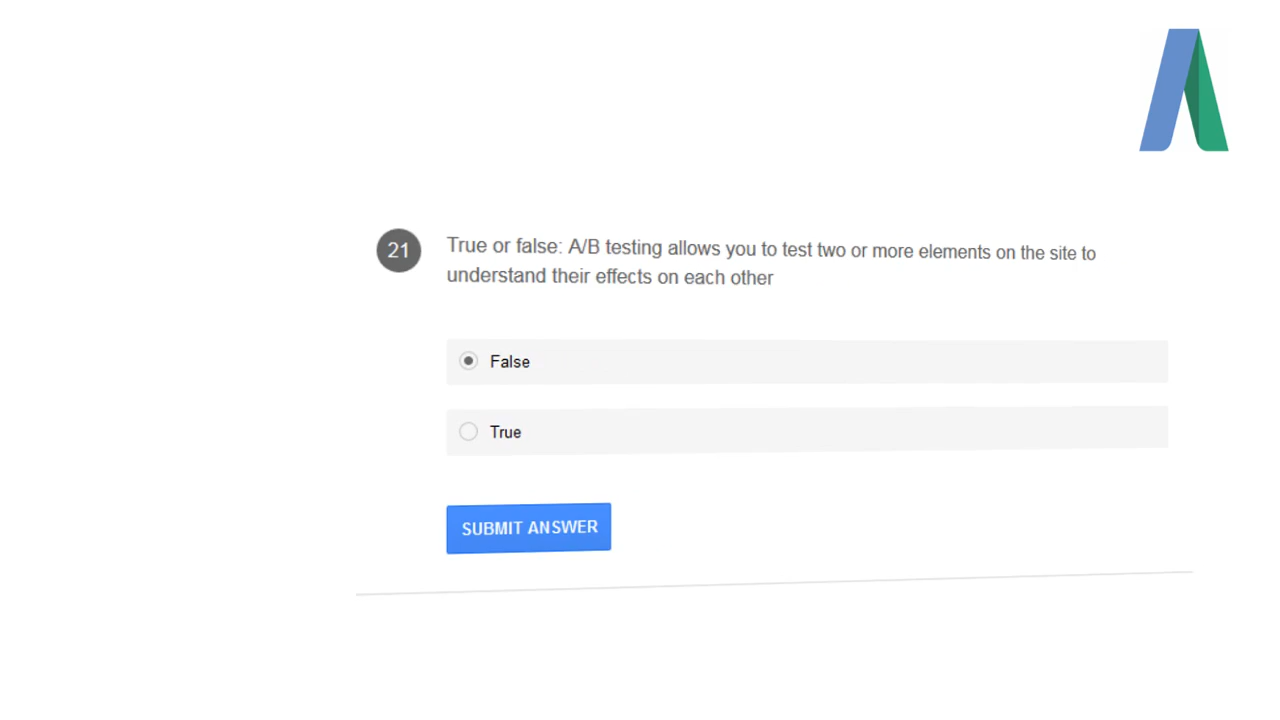 21
True or false: A/B testing allows you to test two or more elements on the site to
understand their effects on each other
False
True
SUBMIT ANSWER